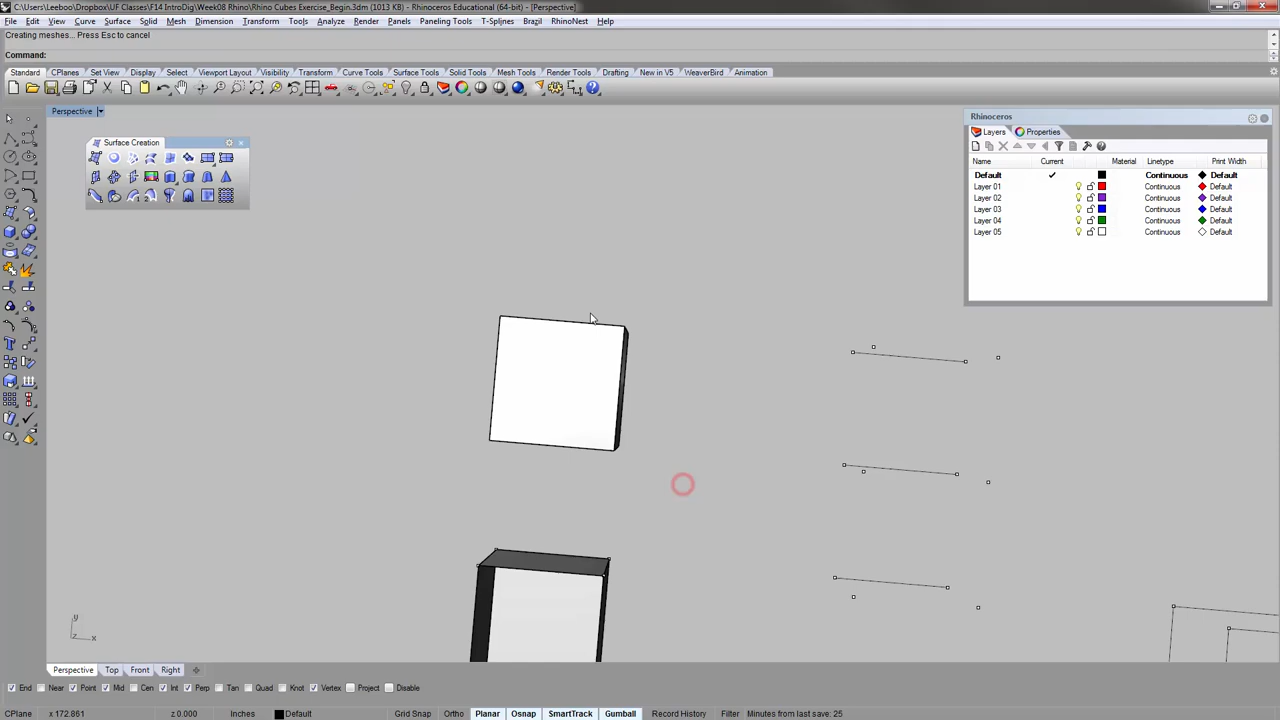 C:\Users\Leeboo\Dropbox\UF Classes\F14 IntroDig\Week08 Rhino\Rhino Cubes Exercise_Begin.3dm (1013 KB) - Rhinoceros Educational (64-bit) - [Perspective]
File Edit View Curve Surface Solid Mesh Dimension Transform Tools Analyze Render Panels Paneling Tools T-Splines Brazil RhinoNest Help
Creating meshes... Press Esc to cancel
Command:
Standard CPlanes Set View Display Select Viewport Layout Visibility Transform Curve Tools Surface Tools Solid Tools Mesh Tools Render Tools Drafting New in V5 WeaverBird Animation
Perspective
Surface Creation
Rhinoceros
Layers Properties
Name Current Material Linetype Print Width
Default Continuous Default
Layer 01 Continuous Default
Layer 02 Continuous Default
Layer 03 Continuous Default
Layer 04 Continuous Default
Layer 05 Continuous Default
y
z x
Perspective Top Front Right
End Near Point Mid Cen Int Perp Tan Quad Knot Vertex Project Disable
CPlane x 172.861 z 0.000 Inches Default Grid Snap Ortho Planar Osnap SmartTrack Gumball Record History Filter Minutes from last save: 25